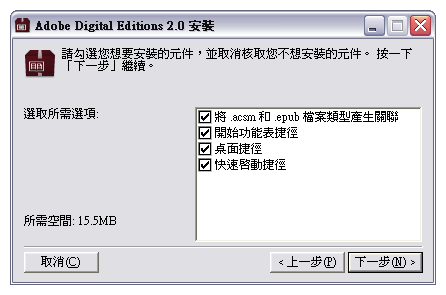 Adobe Digital Editions 2.0 安裝
請勾選您想要安裝的元件，並取消核取您不想安裝的元件。 按一下
「下一步」繼續。
選取所需選項:
將 .acsm 和 .epub 檔案類型產生關聯
開始功能表捷徑
桌面捷徑
快速啓動捷徑
所需空間: 15.5MB
取消(C)
< 上一步(P)
下一步(N) >